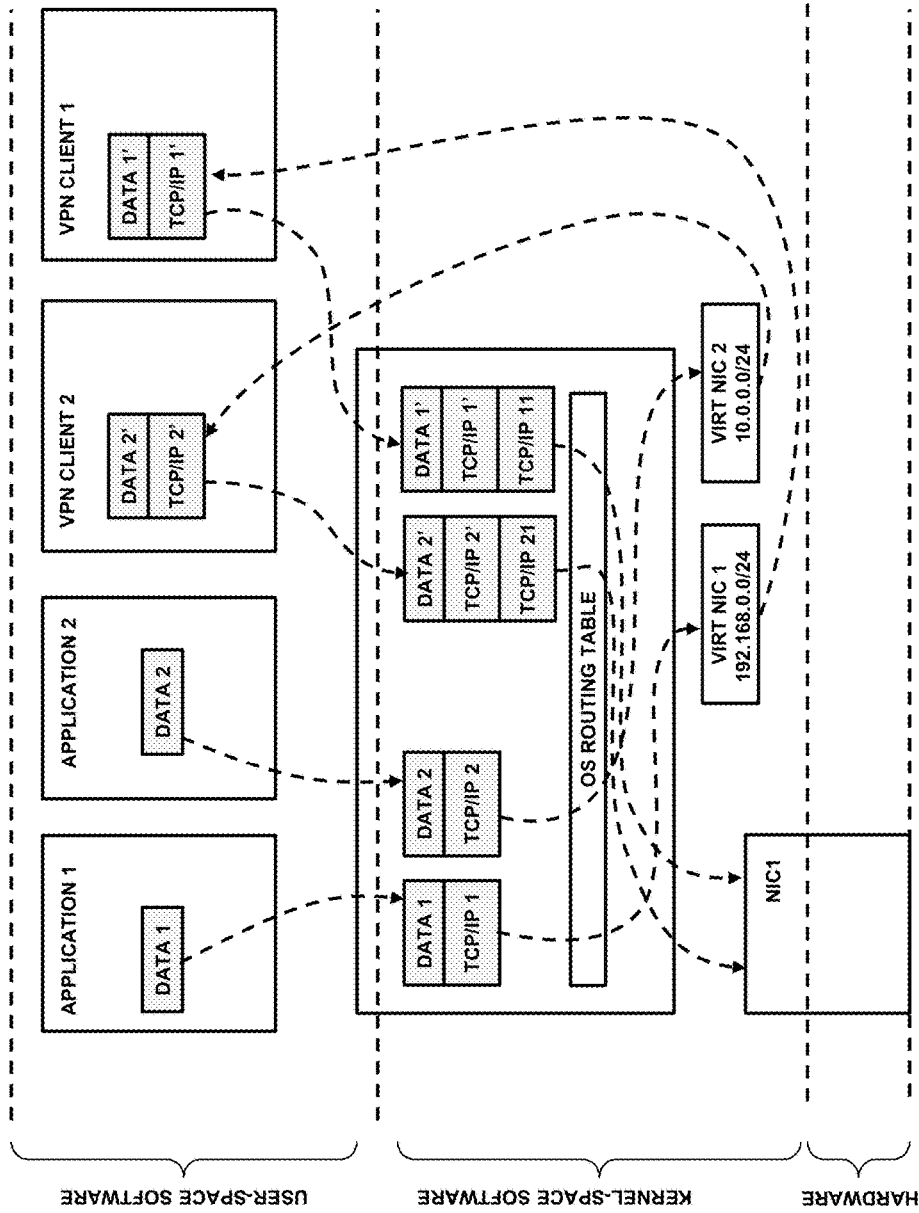 USER-SPACE SOFTWARE
KERNEL-SPACE SOFTWARE
HARDWARE
APPLICATION 1
DATA 1
APPLICATION 2
DATA 2
VPN CLIENT 2
DATA 2'
TCP/IP 2'
VPN CLIENT 1
DATA 1'
TCP/IP 1'
DATA 1
TCP/IP 1
DATA 2
TCP/IP 2
DATA 2'
TCP/IP 2'
TCP/IP 21
DATA 1'
TCP/IP 1'
TCP/IP 11
OS ROUTING TABLE
VIRT NIC 1
192.168.0.0/24
VIRT NIC 2
10.0.0.0/24
NIC1